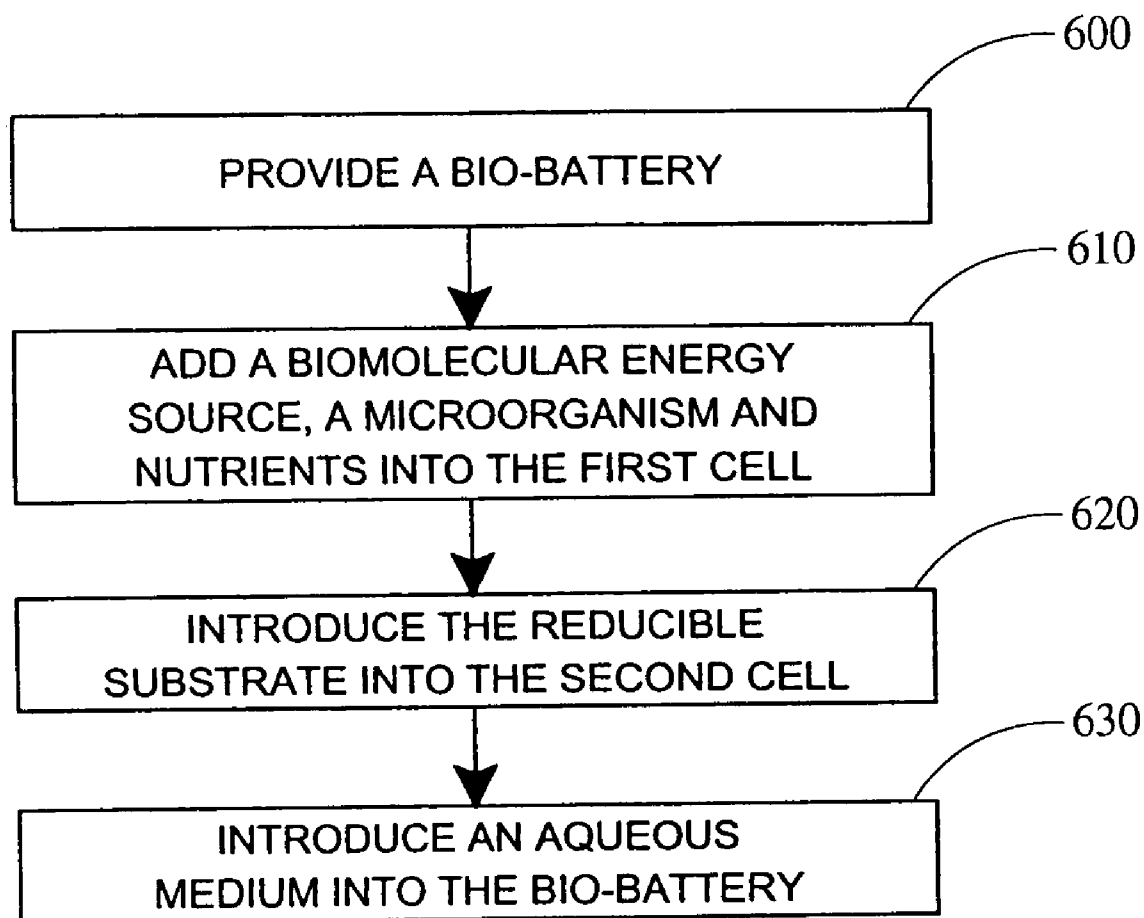 600
PROVIDE A BIO-BATTERY
610
ADD A BIOMOLECULAR ENERGY
SOURCE, A MICROORGANISM AND
NUTRIENTS INTO THE FIRST CELL
620
INTRODUCE THE REDUCIBLE
SUBSTRATE INTO THE SECOND CELL
630
INTRODUCE AN AQUEOUS
MEDIUM INTO THE BIO-BATTERY